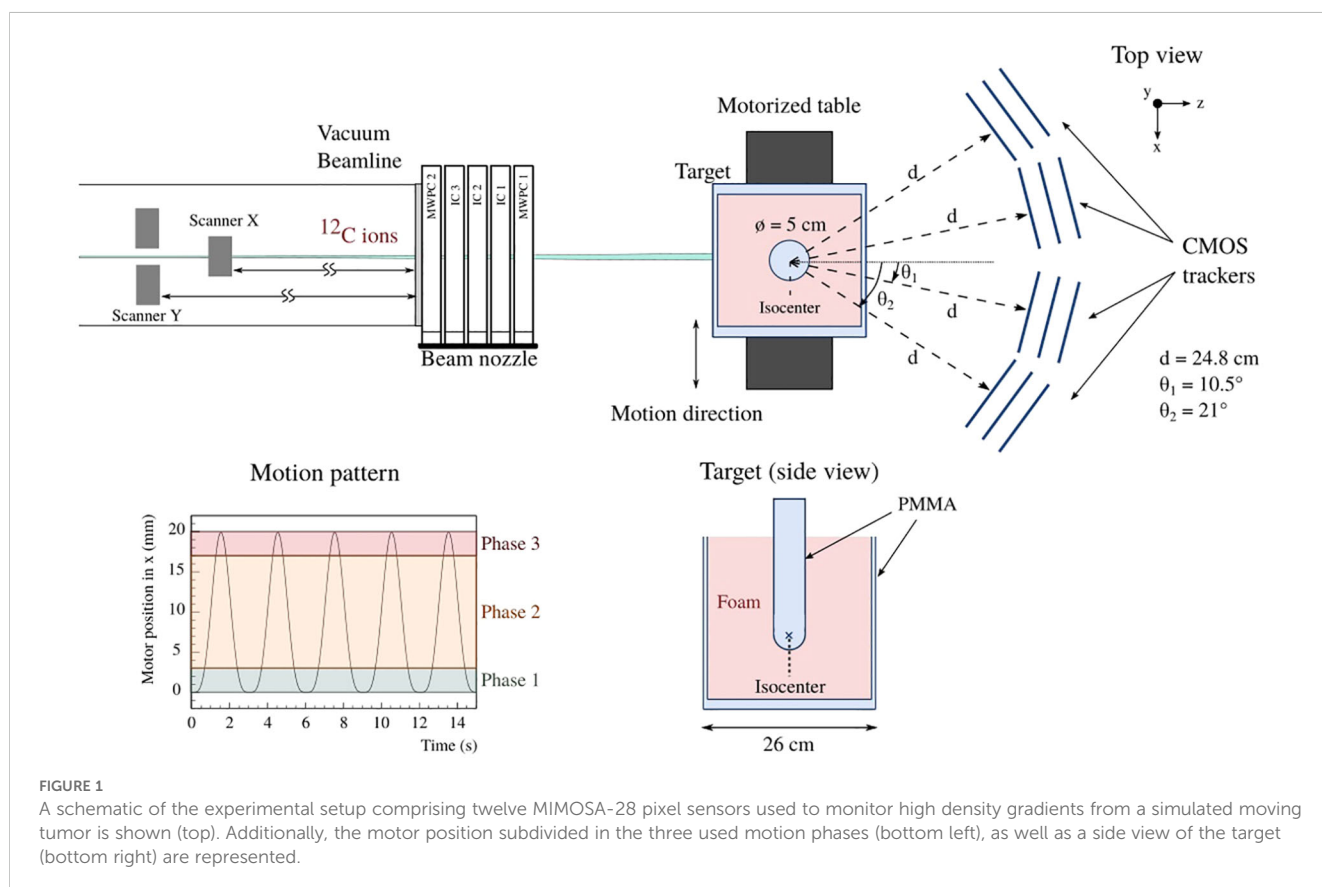 Top view
y
z
x
Motorized table
Vacuum
Beamline
Target
MWPC 2
IC 3
IC 2
IC 1
MWPC 1
Scanner X
¹²C ions
ø = 5 cm
d
d
θ₁
θ₂
d
d
Isocenter
CMOS
trackers
Scanner Y
Beam nozzle
Motion direction
d = 24.8 cm
θ₁ = 10.5°
θ₂ = 21°
Motion pattern
Motor position in x (mm)
20
15
10
5
0
Phase 3
Phase 2
Phase 1
0 2 4 6 8 10 12 14
Time (s)
Target (side view)
PMMA
Foam
Isocenter
26 cm
FIGURE 1
A schematic of the experimental setup comprising twelve MIMOSA-28 pixel sensors used to monitor high density gradients from a simulated moving
tumor is shown (top). Additionally, the motor position subdivided in the three used motion phases (bottom left), as well as a side view of the target
(bottom right) are represented.